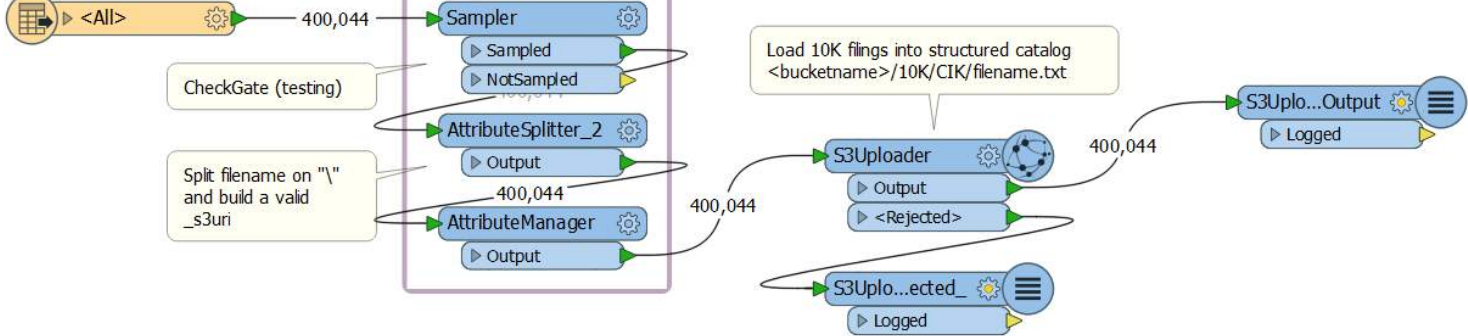 <All>
400,044
Sampler
Sampled
NotSampled
400,044
CheckGate (testing)
AttributeSplitter_2
Output
Split filename on "\"
and build a valid
_s3uri
400,044
AttributeManager
Output
400,044
Load 10K filings into structured catalog
<bucketname>/10K/CIK/filename.txt
S3Uploader
Output
<Rejected>
400,044
S3Uplo...Output
Logged
S3Uplo...ected_
Logged